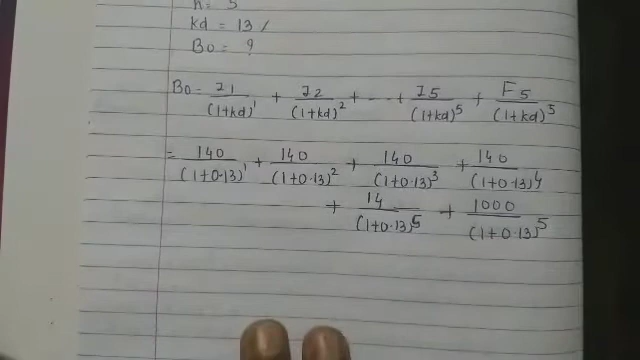 n = 5
kd = 13 /
B0 = ?
B0 = I1/(1+kd)^1 + I2/(1+kd)^2 + --- + I5/(1+kd)^5 + F5/(1+kd)^5
= 140/(1+0.13)^1 + 140/(1+0.13)^2 + 140/(1+0.13)^3 + 140/(1+0.13)^4
+ 14/(1+0.13)^5 + 1000/(1+0.13)^5